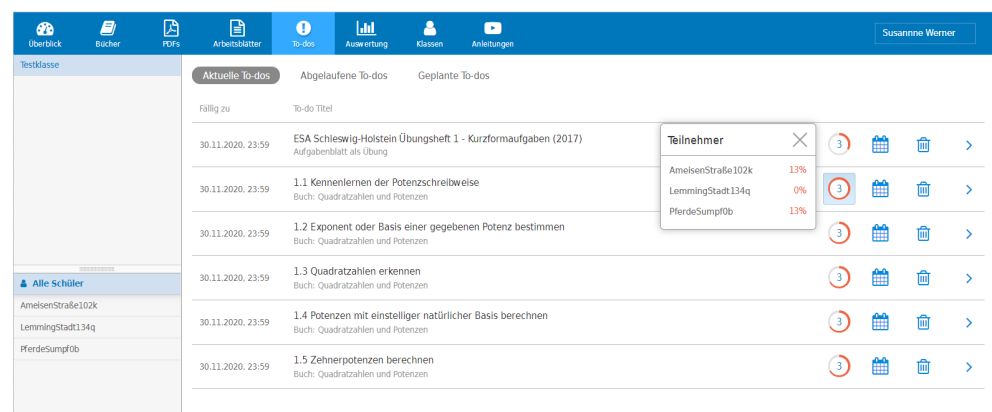 Überblick Bücher PDFs Arbeitsblätter To-dos Auswertung Klassen Anleitungen Susannne Werner
Testklasse
Aktuelle To-dos Abgelaufene To-dos Geplante To-dos
Fällig zu To-do Titel
30.11.2020, 23:59 ESA Schleswig-Holstein Übungsheft 1 - Kurzformaufgaben (2017) 3
Aufgabenblatt als Übung
30.11.2020, 23:59 1.1 Kennenlernen der Potenzschreibweise 3
Buch: Quadratzahlen und Potenzen
30.11.2020, 23:59 1.2 Exponent oder Basis einer gegebenen Potenz bestimmen 3
Buch: Quadratzahlen und Potenzen
30.11.2020, 23:59 1.3 Quadratzahlen erkennen 3
Buch: Quadratzahlen und Potenzen
30.11.2020, 23:59 1.4 Potenzen mit einstelliger natürlicher Basis berechnen 3
Buch: Quadratzahlen und Potenzen
30.11.2020, 23:59 1.5 Zehnerpotenzen berechnen 3
Buch: Quadratzahlen und Potenzen
Teilnehmer
AmeisenStraße102k 13%
LemmingStadt134q 0%
PferdeSumpf0b 13%
Alle Schüler
AmeisenStraße102k
LemmingStadt134q
PferdeSumpf0b